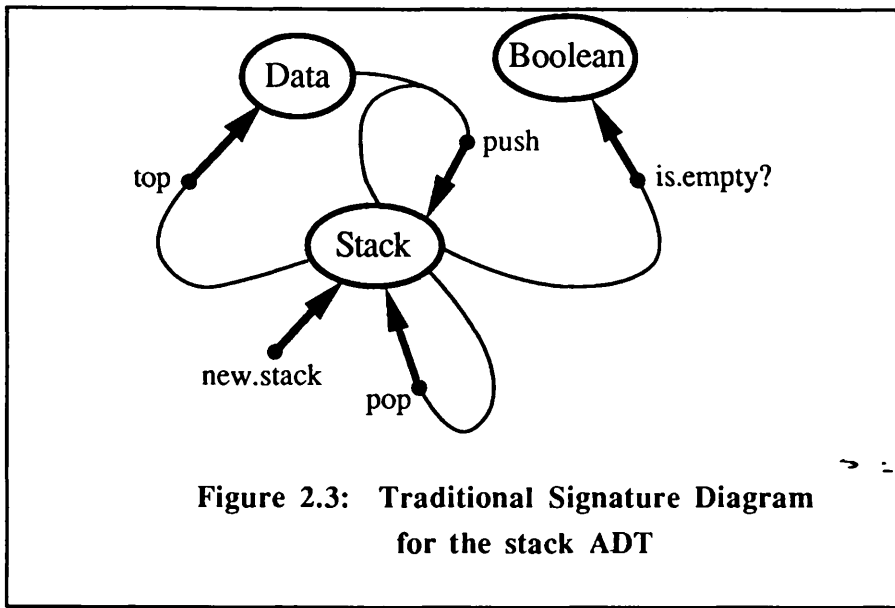 Data
Boolean
push
top
is.empty?
Stack
new.stack
pop
Figure 2.3: Traditional Signature Diagram
for the stack ADT